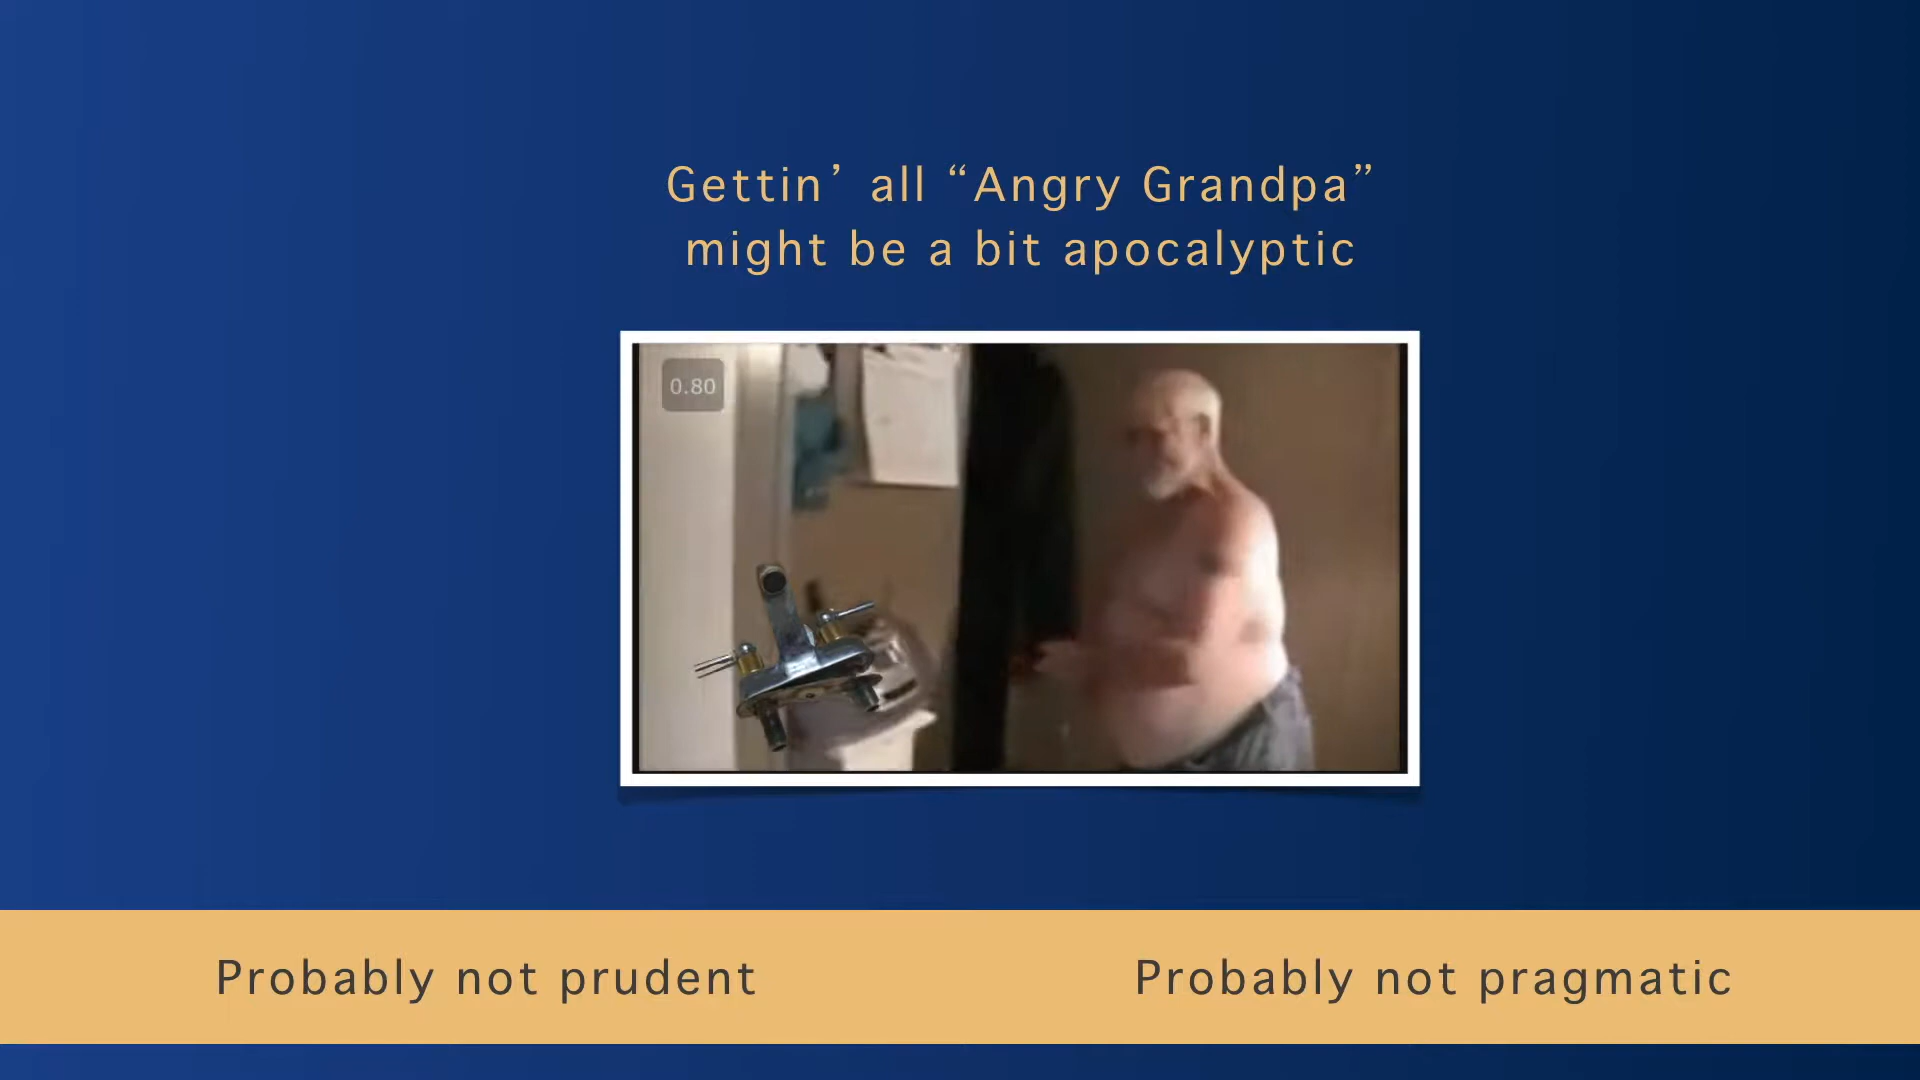 Gettin’ all “Angry Grandpa”
might be a bit apocalyptic
0.80
Probably not prudent
Probably not pragmatic